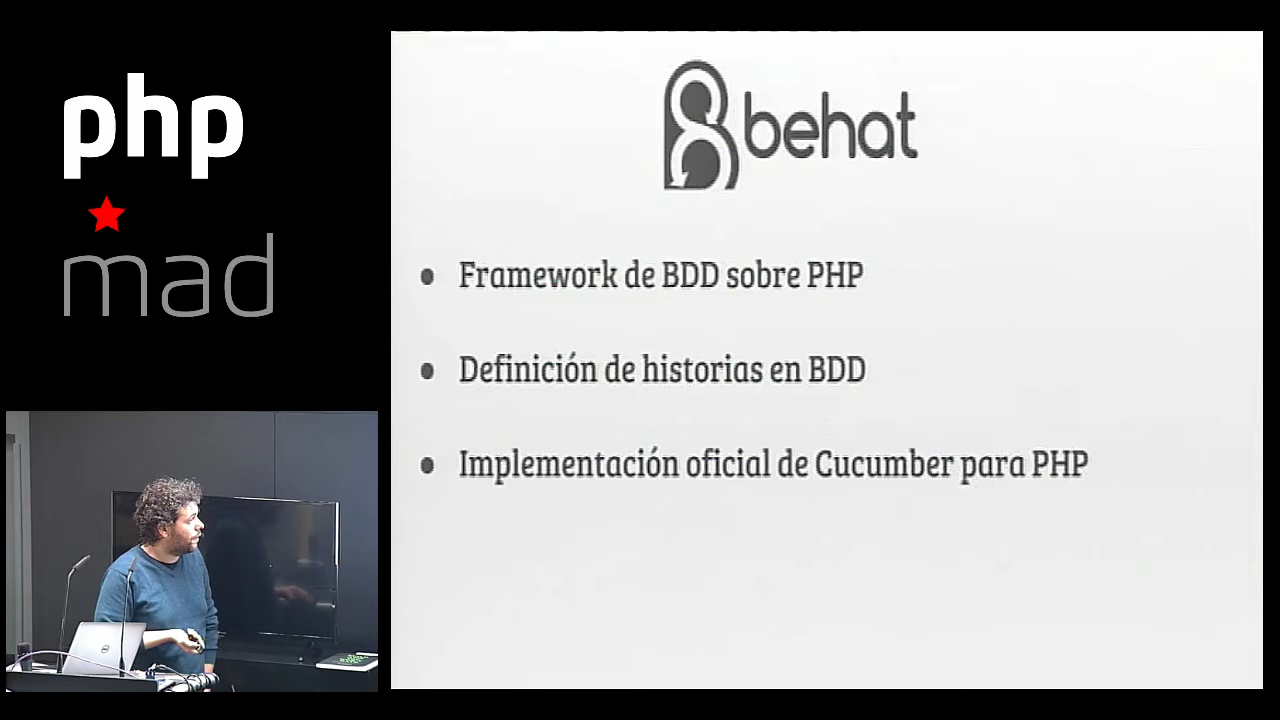 php
mad
behat
Framework de BDD sobre PHP
Definición de historias en BDD
Implementación oficial de Cucumber para PHP